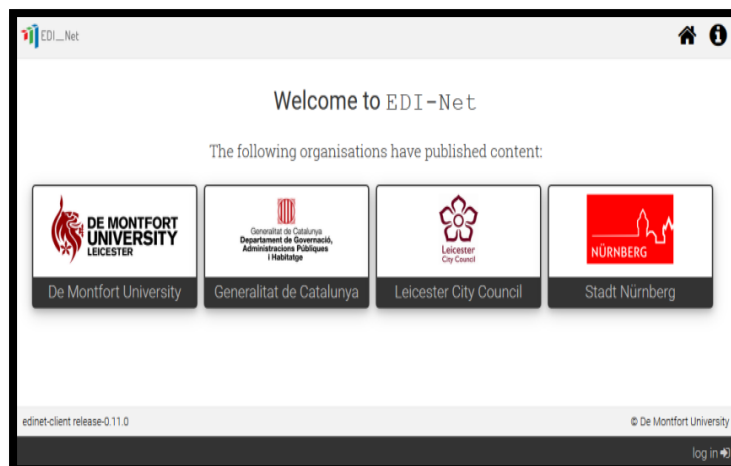 EDI_Net
Welcome to EDI-Net
The following organisations have published content:
DE MONTFORT
UNIVERSITY
LEICESTER
De Montfort University
Generalitat de Catalunya
Departament de Governació,
Administracions Públiques
i Habitatge
Generalitat de Catalunya
Leicester
City Council
Leicester City Council
NÜRNBERG
Stadt Nürnberg
edinet-client release-0.11.0
© De Montfort University
log in